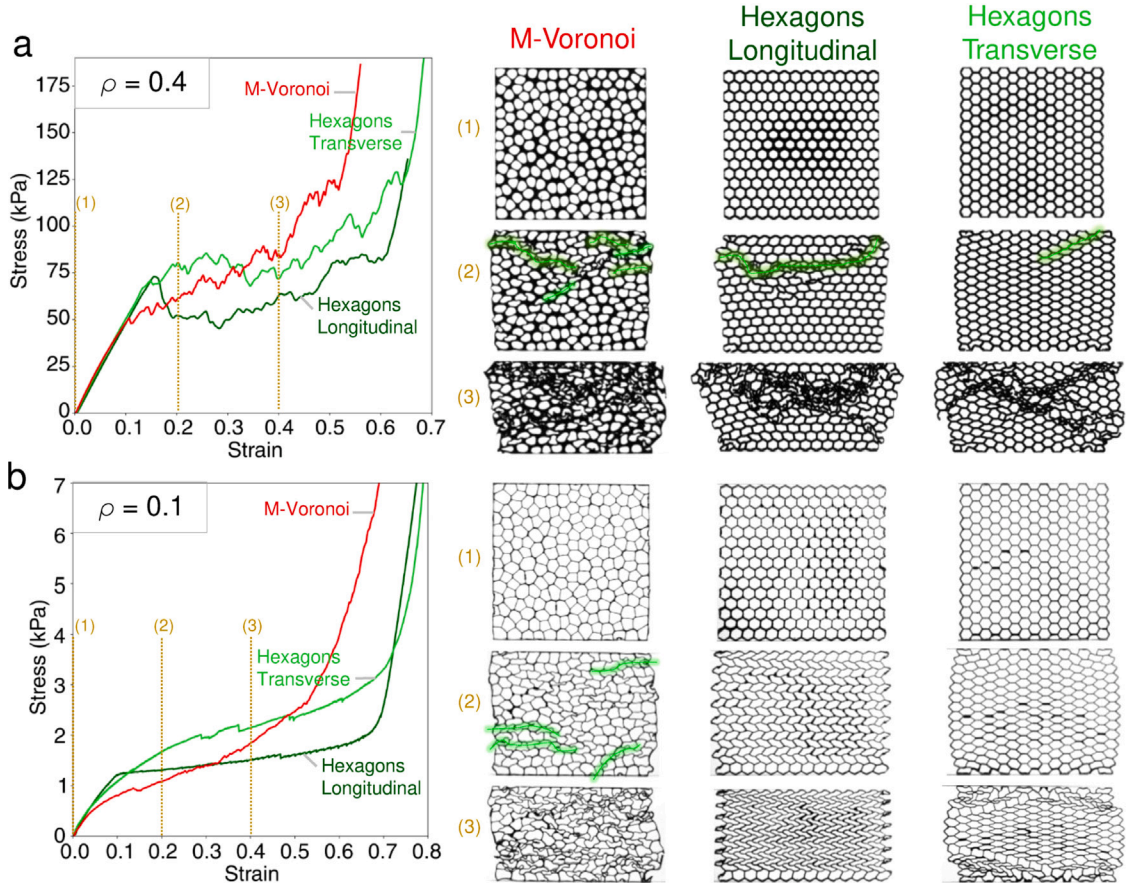 a
ρ = 0.4
M-Voronoi
Hexagons
Transverse
Hexagons
Longitudinal
(1)
(2)
(3)
175
150
125
100
75
50
25
0
Stress (kPa)
0.0 0.1 0.2 0.3 0.4 0.5 0.6 0.7
Strain
M-Voronoi
Hexagons
Longitudinal
Hexagons
Transverse
(1)
(2)
(3)
b
ρ = 0.1
M-Voronoi
Hexagons
Transverse
Hexagons
Longitudinal
(1)
(2)
(3)
7
6
5
4
3
2
1
0
Stress (kPa)
0.0 0.1 0.2 0.3 0.4 0.5 0.6 0.7 0.8
Strain
(1)
(2)
(3)